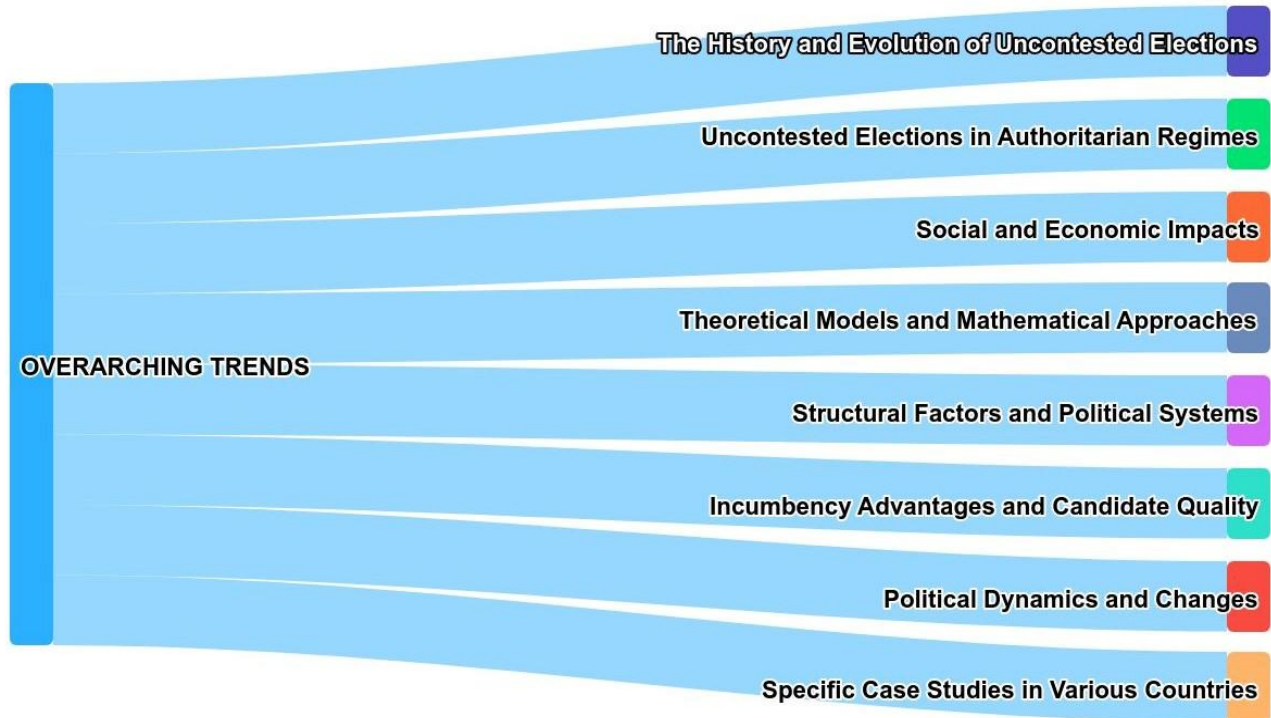 The History and Evolution of Uncontested Elections
Uncontested Elections in Authoritarian Regimes
Social and Economic Impacts
Theoretical Models and Mathematical Approaches
OVERARCHING TRENDS
Structural Factors and Political Systems
Incumbency Advantages and Candidate Quality
Political Dynamics and Changes
Specific Case Studies in Various Countries